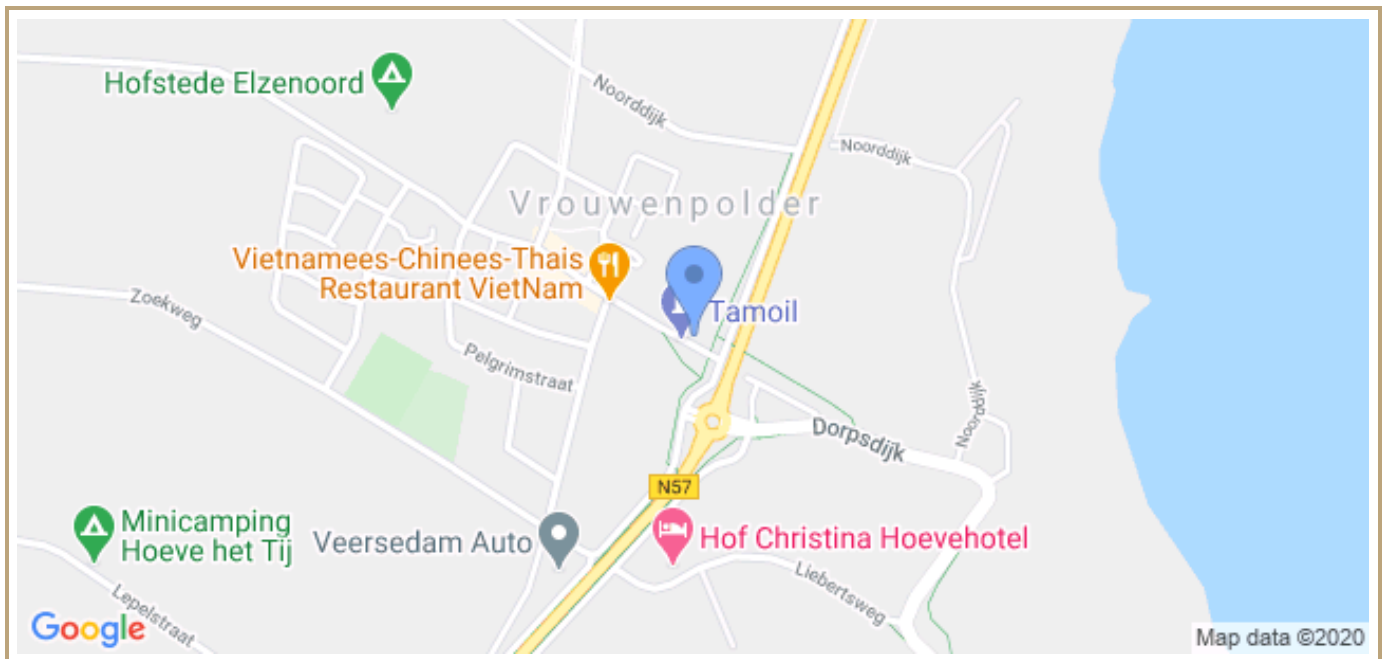 Hofstede Elzenoord
Noorddijk
Noorddijk
Vrouwenpolder
Vietnamees-Chinees-Thais
Restaurant VietNam
Zoekweg
Tamoil
Pelgrimstraat
Noorddijk
Dorpsdijk
N57
Minicamping
Hoeve het Tij
Veersedam Auto
Hof Christina Hoevehotel
Liebertsweg
Lepelstraat
Google
Map data ©2020